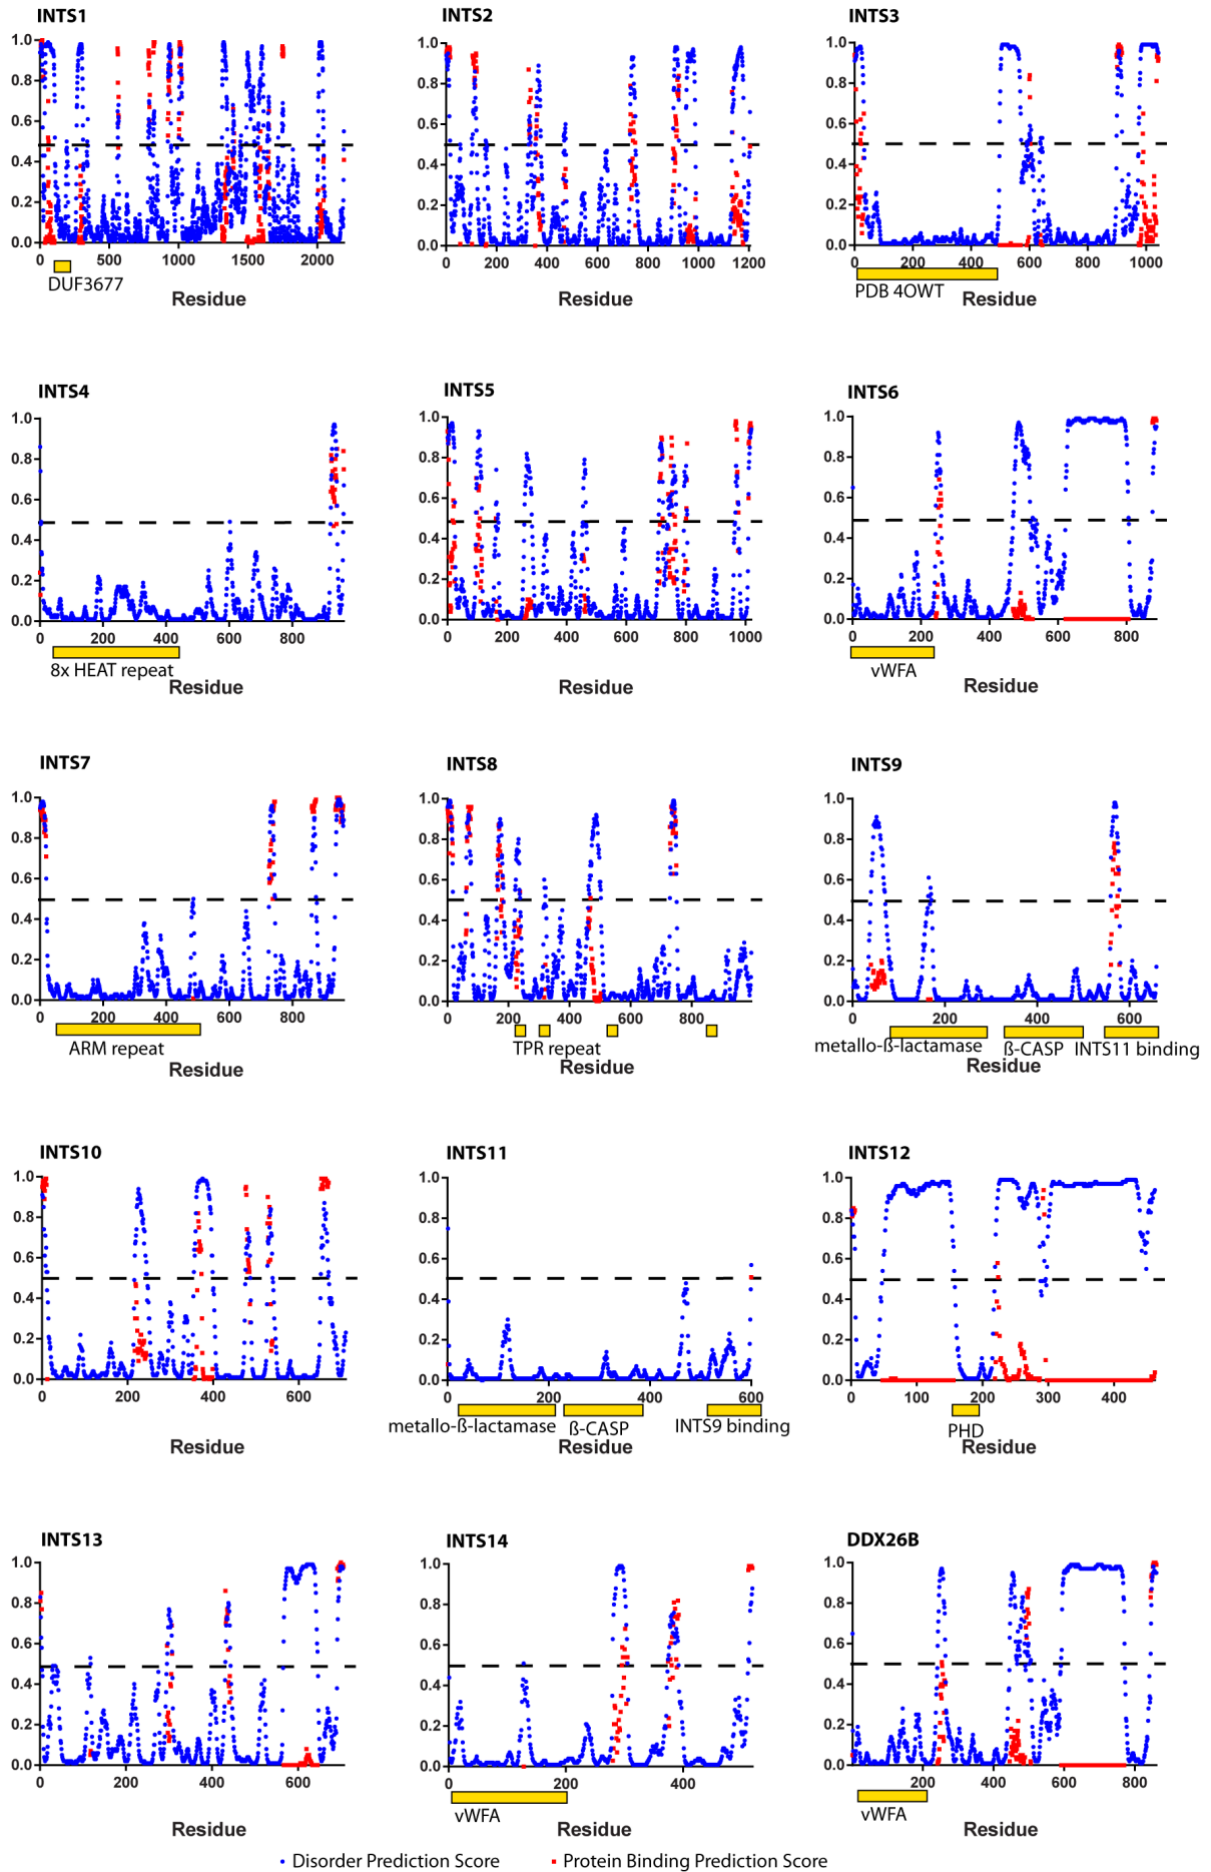 INTS1 INTS2 INTS3
1.0 1.0 1.0
0.8 0.8 0.8
0.6 0.6 0.6
0.4 0.4 0.4
0.2 0.2 0.2
0.0 0.0 0.0
0 500 1000 1500 2000 0 200 400 600 800 1000 1200 0 200 400 600 800 1000
DUF3677 PDB 4OWT
Residue Residue Residue
INTS4 INTS5 INTS6
1.0 1.0 1.0
0.8 0.8 0.8
0.6 0.6 0.6
0.4 0.4 0.4
0.2 0.2 0.2
0.0 0.0 0.0
0 200 400 600 800 0 200 400 600 800 1000 0 200 400 600 800
8x HEAT repeat vWFA
Residue Residue Residue
INTS7 INTS8 INTS9
1.0 1.0 1.0
0.8 0.8 0.8
0.6 0.6 0.6
0.4 0.4 0.4
0.2 0.2 0.2
0.0 0.0 0.0
0 200 400 600 800 0 200 400 600 800 0 200 400 600
ARM repeat TPR repeat metallo-ß-lactamase ß-CASP INTS11 binding
Residue Residue Residue
INTS10 INTS11 INTS12
1.0 1.0 1.0
0.8 0.8 0.8
0.6 0.6 0.6
0.4 0.4 0.4
0.2 0.2 0.2
0.0 0.0 0.0
0 200 400 600 0 200 400 600 0 100 200 300 400
metallo-ß-lactamase ß-CASP INTS9 binding PHD
Residue Residue Residue
INTS13 INTS14 DDX26B
1.0 1.0 1.0
0.8 0.8 0.8
0.6 0.6 0.6
0.4 0.4 0.4
0.2 0.2 0.2
0.0 0.0 0.0
0 200 400 600 0 200 400 200 400 600 800
vWFA vWFA
Residue Residue Residue
Disorder Prediction Score Protein Binding Prediction Score